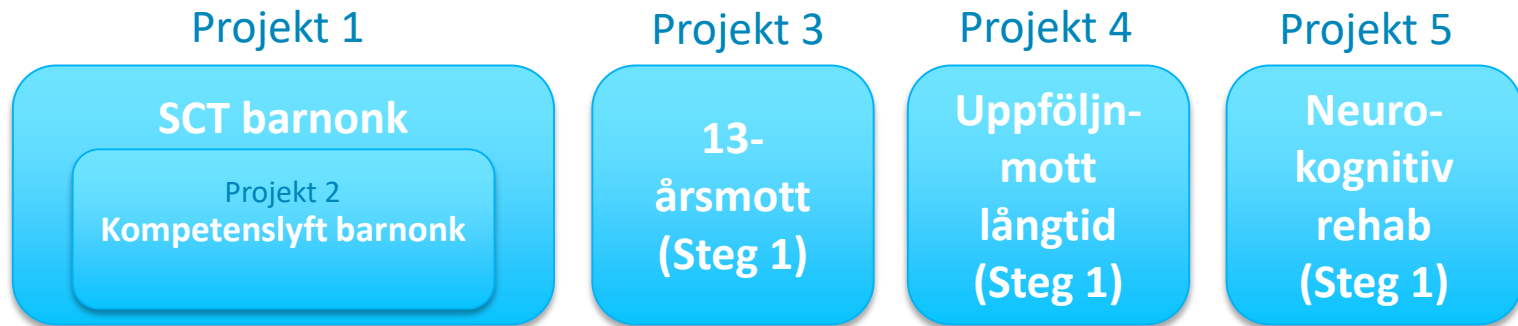 Projekt 1
SCT barnonk
Projekt 2
Kompetenslyft barnonk
Projekt 3
13-
årsmott
(Steg 1)
Projekt 4
Uppföljn-
mott
långtid
(Steg 1)
Projekt 5
Neuro-
kognitiv
rehab
(Steg 1)